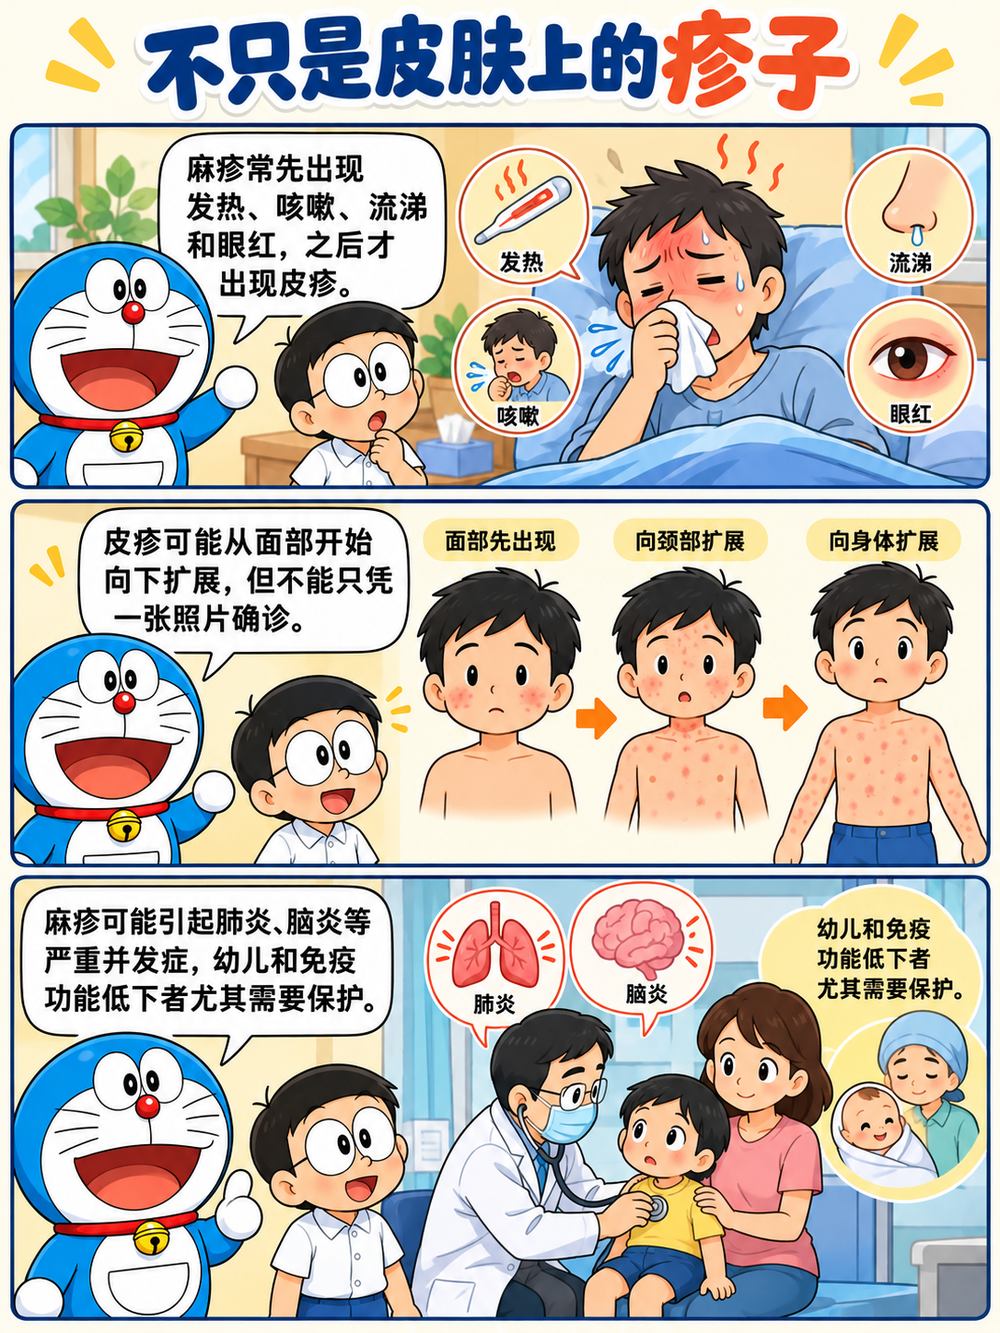 不只是皮肤上的疹子
麻疹常先出现
发热、咳嗽、流涕
和眼红，之后才
出现皮疹。
发热
咳嗽
流涕
眼红
皮疹可能从面部开始
向下扩展，但不能只凭
一张照片确诊。
面部先出现
向颈部扩展
向身体扩展
麻疹可能引起肺炎、脑炎等
严重并发症，幼儿和免疫
功能低下者尤其需要保护。
肺炎
脑炎
幼儿和免疫
功能低下者
尤其需要保护。